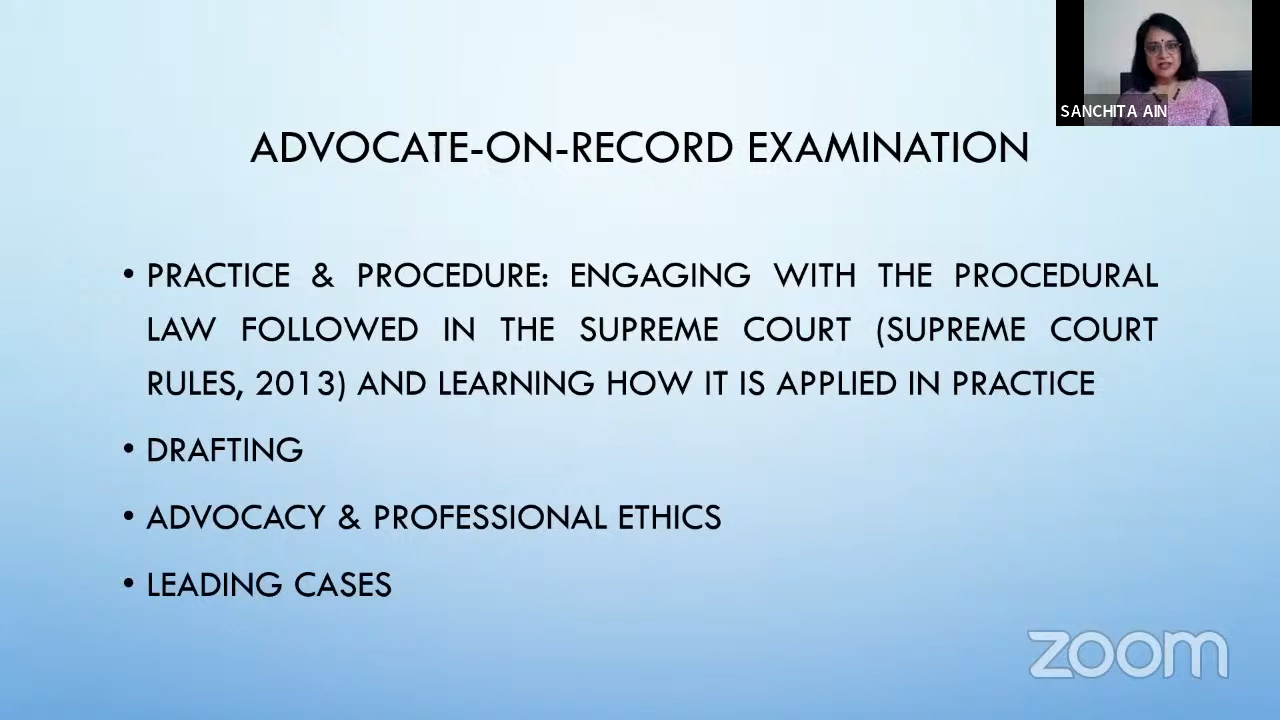 SANCHITA AIN
ADVOCATE-ON-RECORD EXAMINATION
• PRACTICE & PROCEDURE: ENGAGING WITH THE PROCEDURAL
LAW FOLLOWED IN THE SUPREME COURT (SUPREME COURT
RULES, 2013) AND LEARNING HOW IT IS APPLIED IN PRACTICE
• DRAFTING
• ADVOCACY & PROFESSIONAL ETHICS
• LEADING CASES
zoom